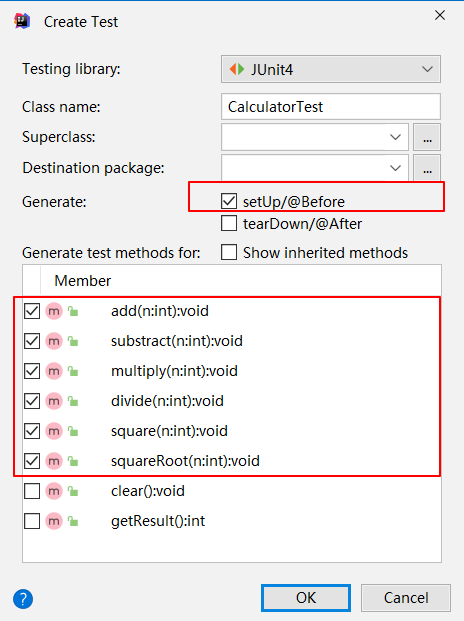 Create Test
Testing library: JUnit4
Class name: CalculatorTest
Superclass: ...
Destination package: ...
Generate: setUp/@Before
tearDown/@After
Generate test methods for: Show inherited methods
Member
m add(n:int):void
m substract(n:int):void
m multiply(n:int):void
m divide(n:int):void
m square(n:int):void
m squareRoot(n:int):void
m clear():void
m getResult():int
? OK Cancel